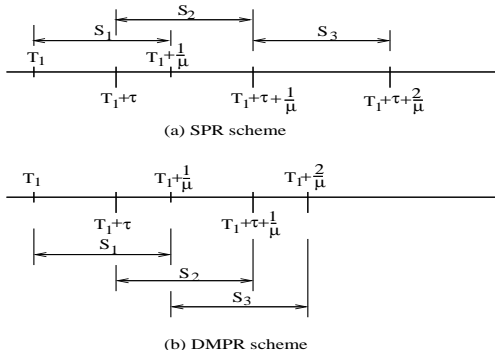 S₂
S₁ S₃
T₁ T₁+1/μ
T₁+τ T₁+τ+1/μ T₁+τ+2/μ
(a) SPR scheme
T₁ T₁+1/μ T₁+2/μ
T₁+τ T₁+τ+1/μ
S₁
S₂
S₃
(b) DMPR scheme